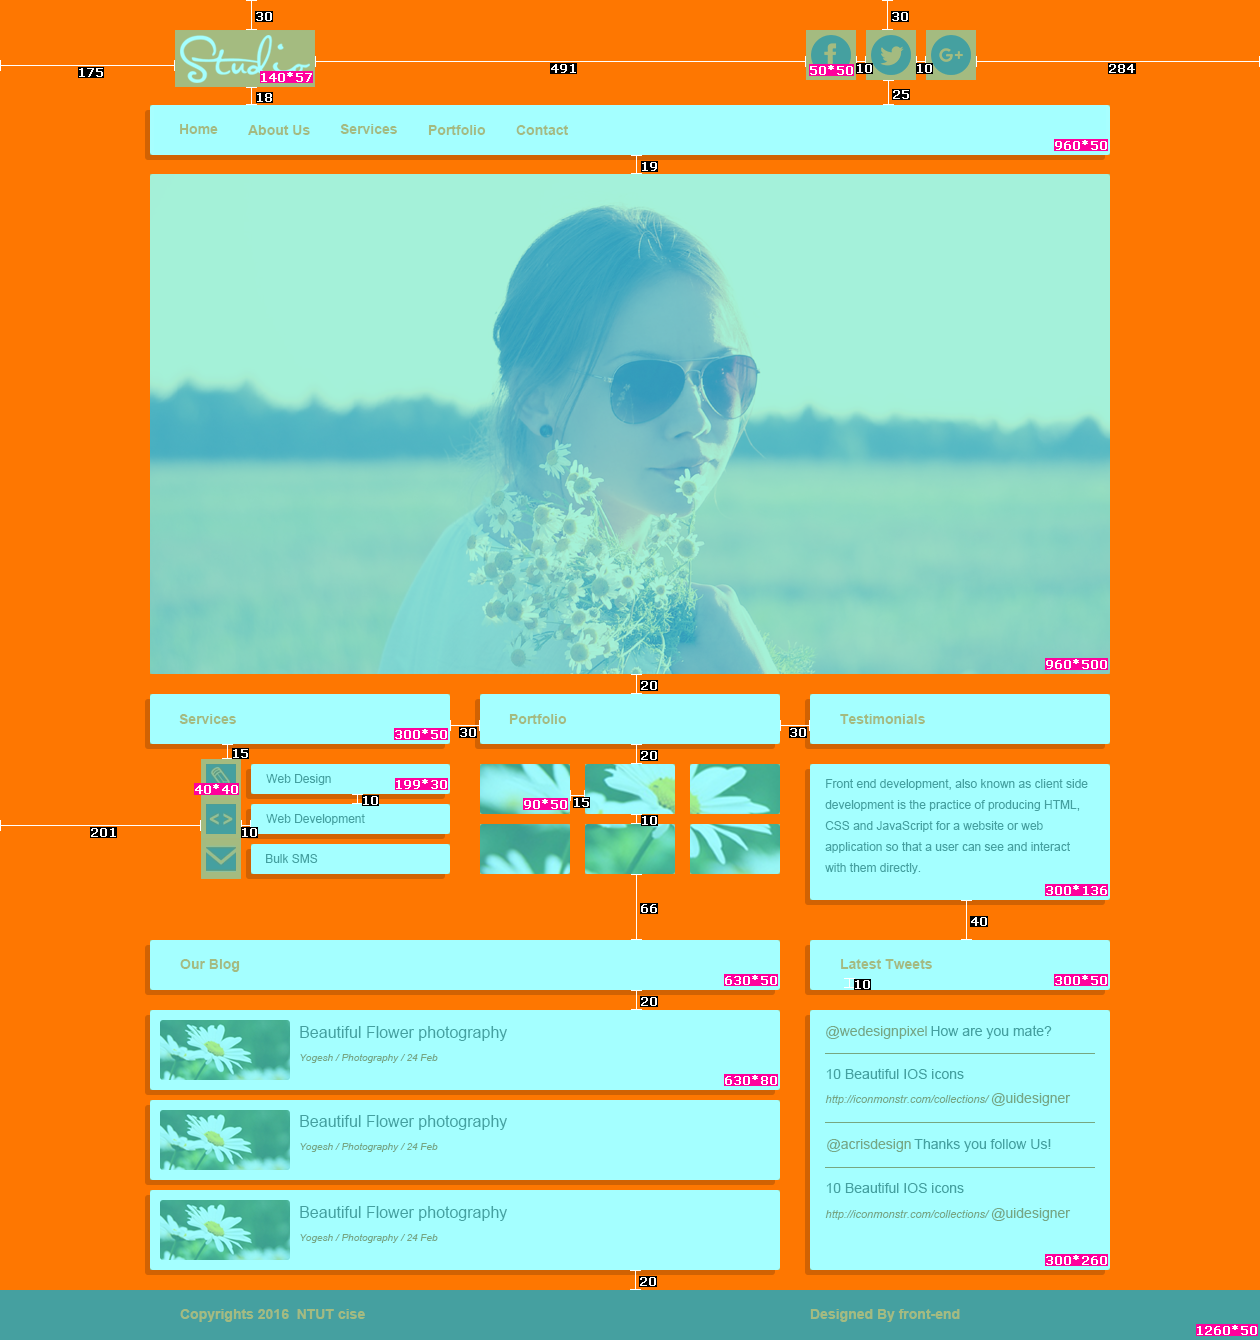 30
30
Studio
140*57
175
491
50*50
10
10
284
18
25
Home About Us Services Portfolio Contact
960*50
19
960*500
20
Services
300*50
30
Portfolio
30
Testimonials
15
20
40*40
Web Design
199*30
10
Web Development
201
10
Bulk SMS
90*50
15
10
66
Front end development, also known as client side
development is the practice of producing HTML,
CSS and JavaScript for a website or web
application so that a user can see and interact
with them directly.
300*136
40
Our Blog
630*50
Latest Tweets
300*50
10
20
Beautiful Flower photography
Yogesh / Photography / 24 Feb
630*80
Beautiful Flower photography
Yogesh / Photography / 24 Feb
Beautiful Flower photography
Yogesh / Photography / 24 Feb
@wedesignpixel How are you mate?
10 Beautiful IOS icons
http://iconmonstr.com/collections/ @uidesigner
@acrisdesign Thanks you follow Us!
10 Beautiful IOS icons
http://iconmonstr.com/collections/ @uidesigner
300*260
20
Copyrights 2016 NTUT cise
Designed By front-end
1260*50